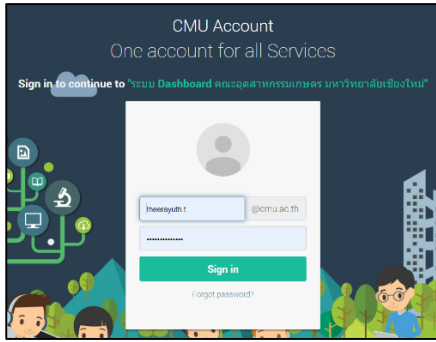 CMU Account
One account for all Services
Sign in to continue to "ระบบ Dashboard คณะอุตสาหกรรมเกษตร มหาวิทยาลัยเชียงใหม่"
theerayuth.t
@cmu.ac.th
Sign in
Forgot password?